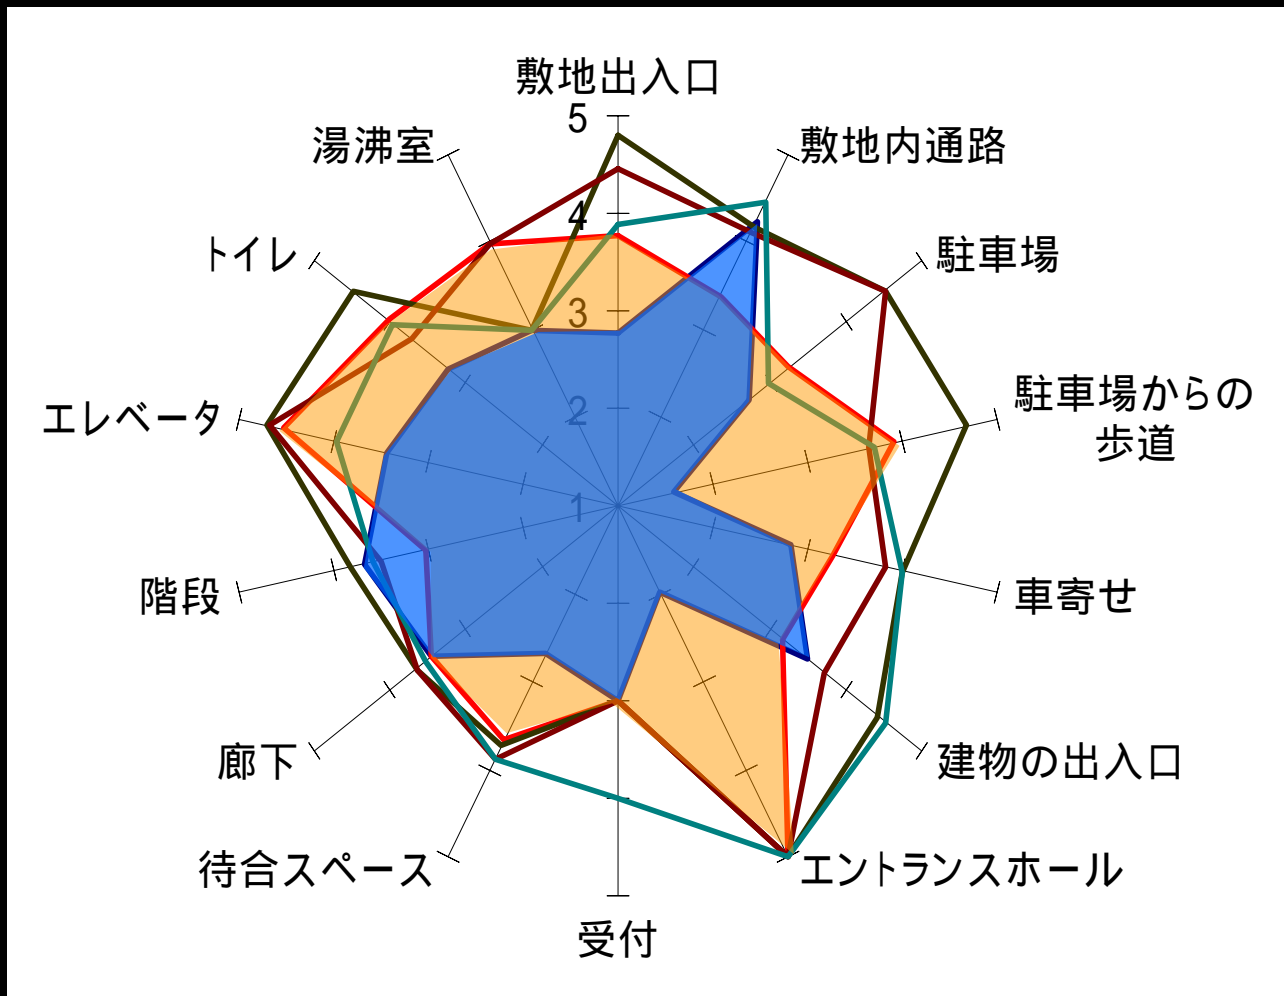 敷地出入口
敷地内通路
駐車場
駐車場からの
歩道
車寄せ
建物の出入口
エントランスホール
受付
待合スペース
廊下
階段
エレベータ
トイレ
湯沸室
5
4
3
2
1